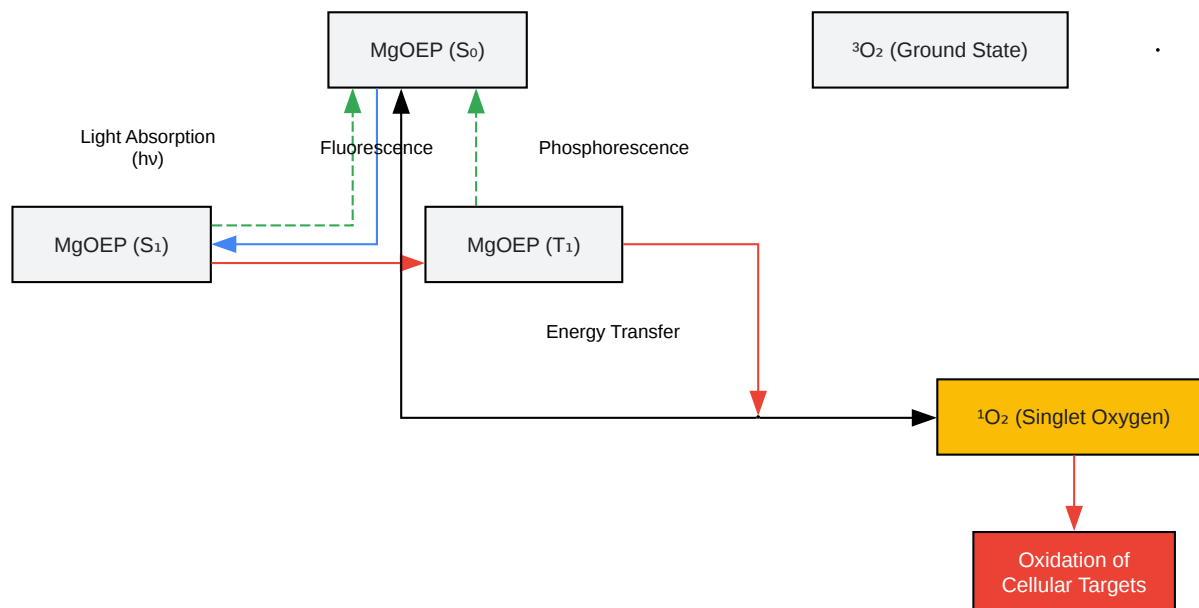 MgOEP (S₀)
³O₂ (Ground State)
Light Absorption
(hν)
Fluorescence
Phosphorescence
MgOEP (S₁)
MgOEP (T₁)
Energy Transfer
¹O₂ (Singlet Oxygen)
Oxidation of
Cellular Targets